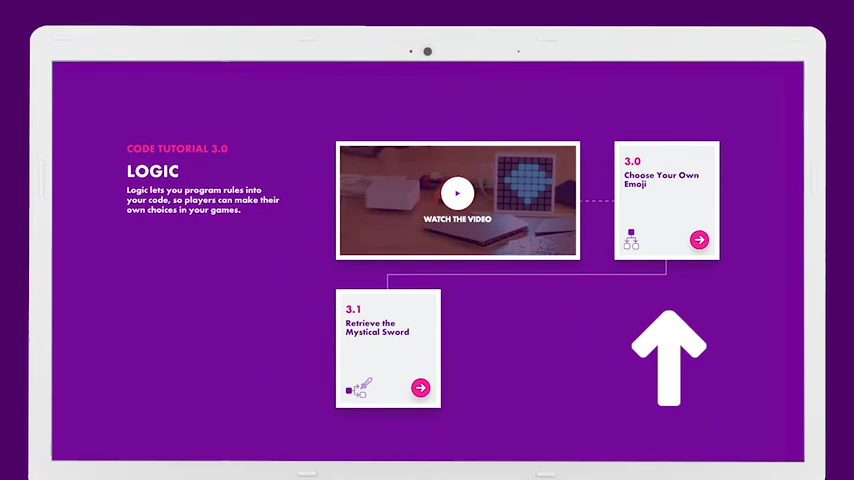 CODE TUTORIAL 3.0
LOGIC
Logic lets you program rules into
your code, so players can make their
own choices in your games.
WATCH THE VIDEO
3.0
Choose Your Own
Emoji
3.1
Retrieve the
Mystical Sword